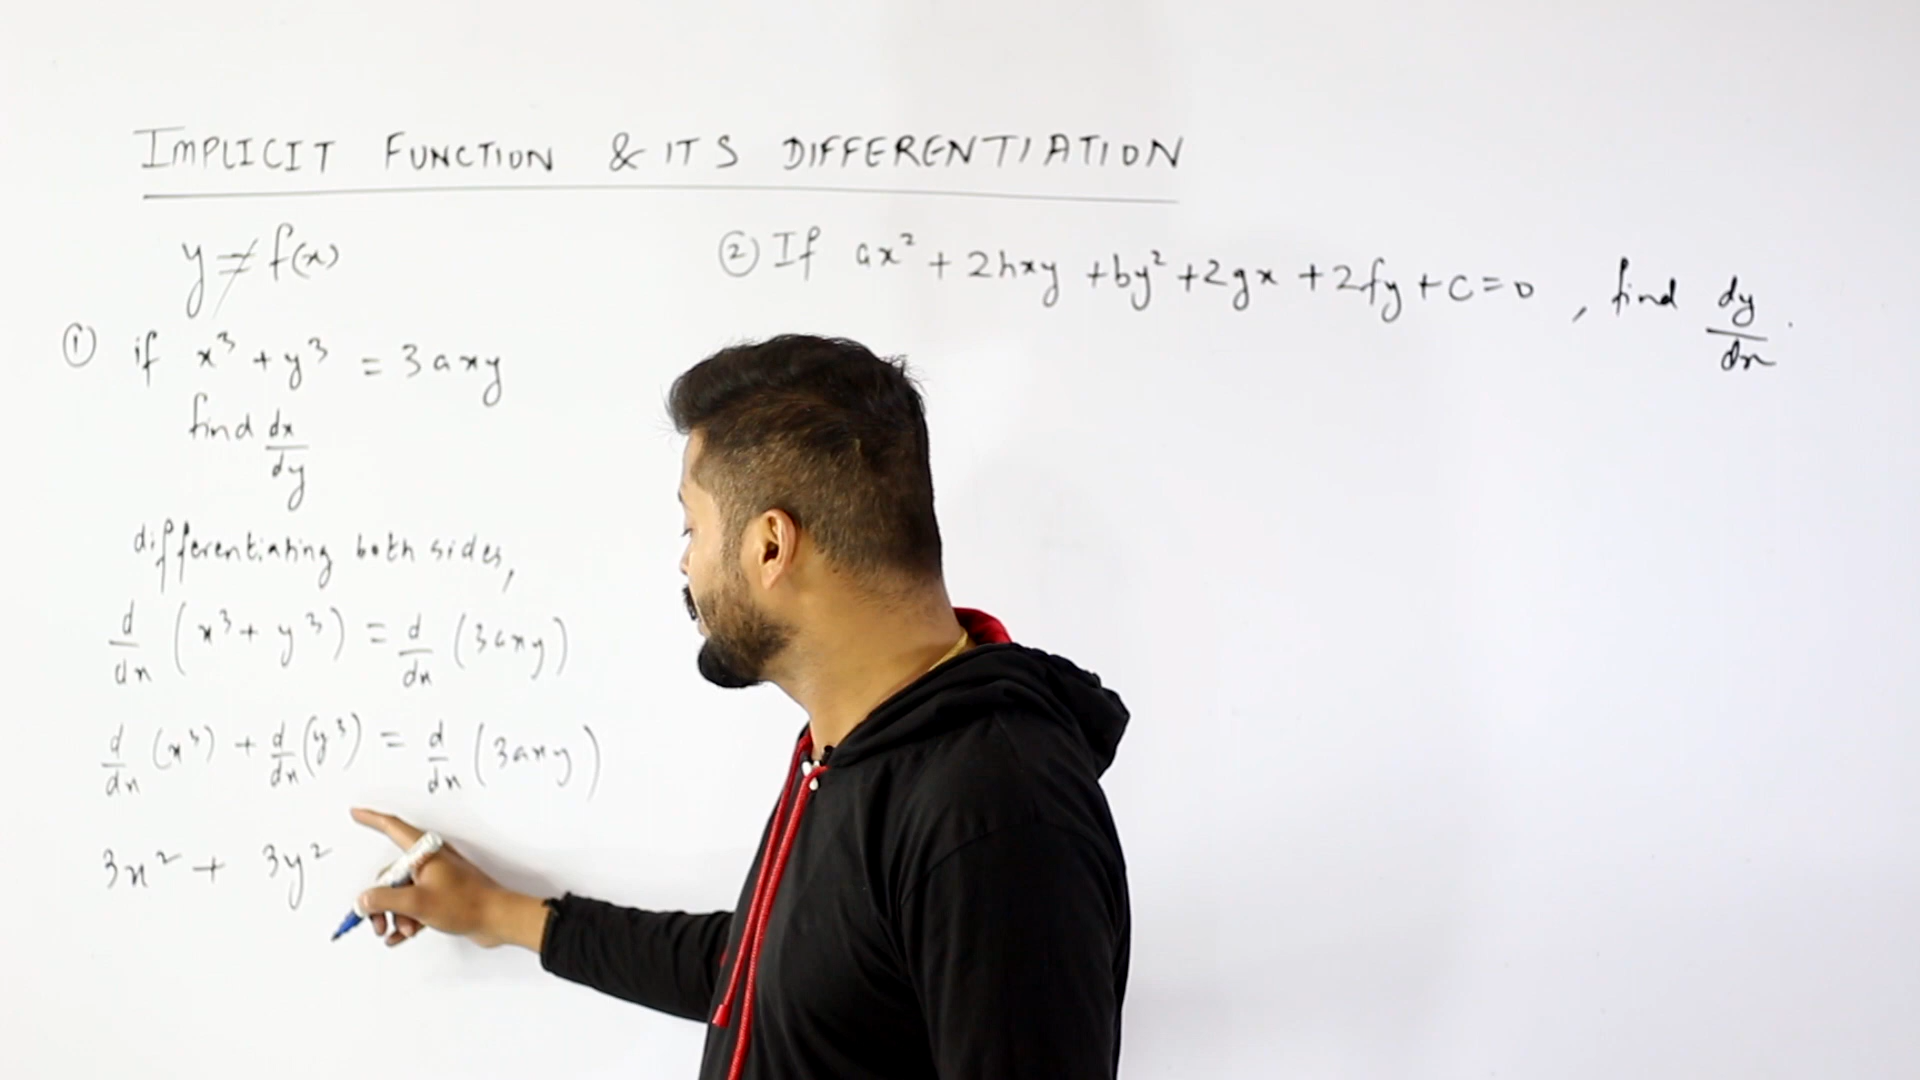 IMPLICIT FUNCTION & ITS DIFFERENTIATION
y ≠ f(x)
① if x³ + y³ = 3axy
find dx/dy
differentiating both sides,
d/dx (x³ + y³) = d/dx (3axy)
d/dx (x³) + d/dx (y³) = d/dx (3axy)
3x² + 3y²
② If ax² + 2hxy + by² + 2gx + 2fy + c = 0 , find dy/dx .